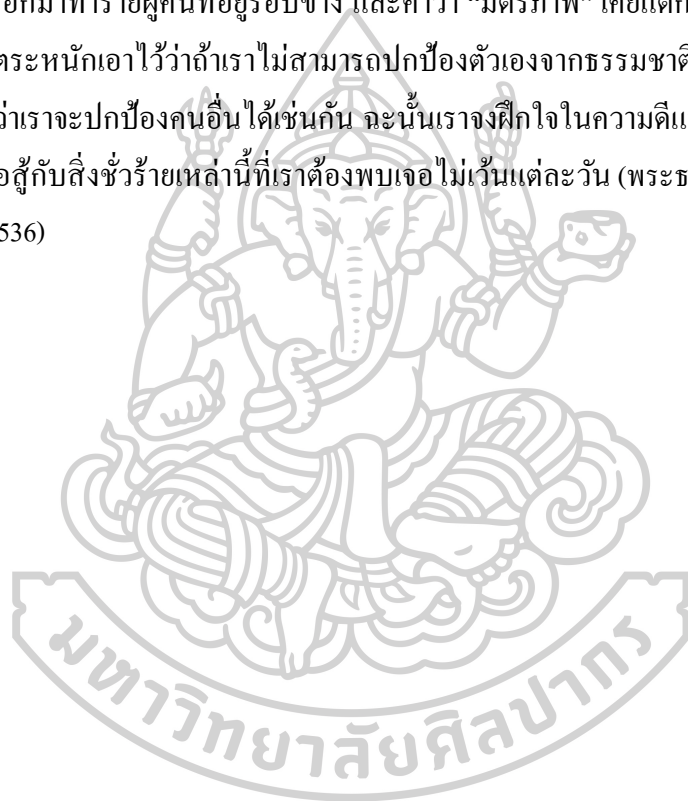 อกมาทำร้ายผู้คนที่อยู่รอบข้าง และคำว่า "มิตรภาพ" เคยแตก
ตระหนักเอาไว้ว่าถ้าเราไม่สามารถปกป้องตัวเองจากธรรมชาติ
ว่าเราจะปกป้องคนอื่นได้เช่นกัน ฉะนั้นเราจงฝึกใจในความดีแ
อสู้กับสิ่งชั่วร้ายเหล่านี้ที่เราต้องพบเจอไม่เว้นแต่ละวัน (พระธ
536)
มหาวิทยาลัยศิลปากร